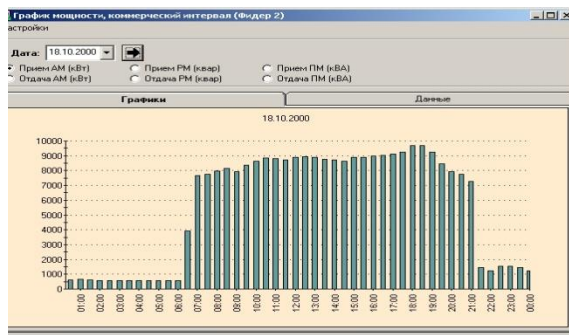 График мощности, коммерческий интервал (Фидер 2)
астройки
Дата: 18.10.2000
Прием АМ (кВт) Прием РМ (квар) Прием ПМ (кВА)
Отдача АМ (кВт) Отдача РМ (квар) Отдача ПМ (кВА)
Графики Данные
18.10.2000
10000
9000
8000
7000
6000
5000
4000
3000
2000
1000
0
01:00 02:00 03:00 04:00 05:00 06:00 07:00 08:00 09:00 10:00 11:00 12:00 13:00 14:00 15:00 16:00 17:00 18:00 19:00 20:00 21:00 22:00 23:00 00:00